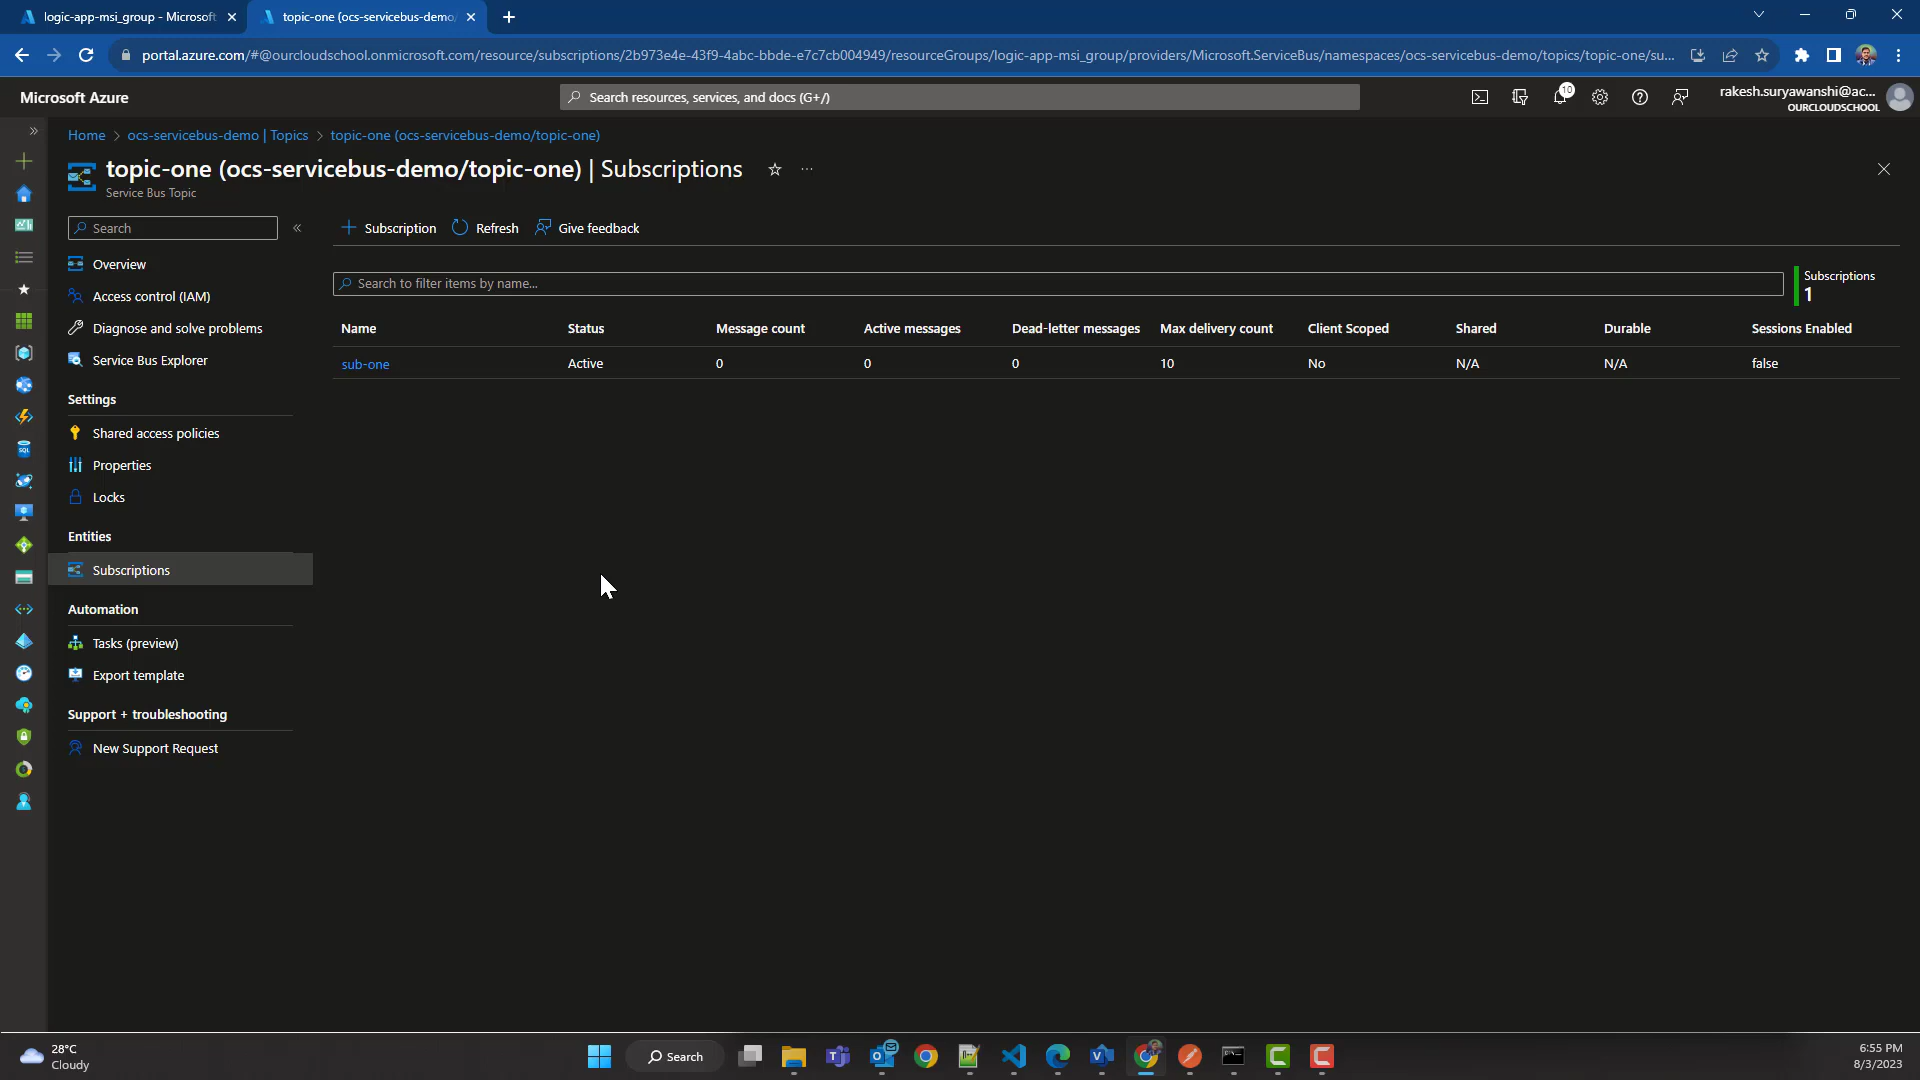 logic-app-msi_group - Microsoft
topic-one (ocs-servicebus-demo/
portal.azure.com/#@ourcloudschool.onmicrosoft.com/resource/subscriptions/2b973e4e-43f9-4abc-bbde-e7c7cb004949/resourceGroups/logic-app-msi_group/providers/Microsoft.ServiceBus/namespaces/ocs-servicebus-demo/topics/topic-one/su...
Microsoft Azure
Search resources, services, and docs (G+/)
10
rakesh.suryawanshi@ac...
OURCLOUDSCHOOL
Home > ocs-servicebus-demo | Topics > topic-one (ocs-servicebus-demo/topic-one)
topic-one (ocs-servicebus-demo/topic-one) | Subscriptions
Service Bus Topic
Search
Subscription Refresh Give feedback
Overview
Access control (IAM)
Diagnose and solve problems
Service Bus Explorer
Settings
Shared access policies
Properties
Locks
Entities
Subscriptions
Automation
Tasks (preview)
Export template
Support + troubleshooting
New Support Request
Search to filter items by name...
Subscriptions
1
Name Status Message count Active messages Dead-letter messages Max delivery count Client Scoped Shared Durable Sessions Enabled
sub-one Active 0 0 0 10 No N/A N/A false
SQL
28°C
Cloudy
Search
6:55 PM
8/3/2023